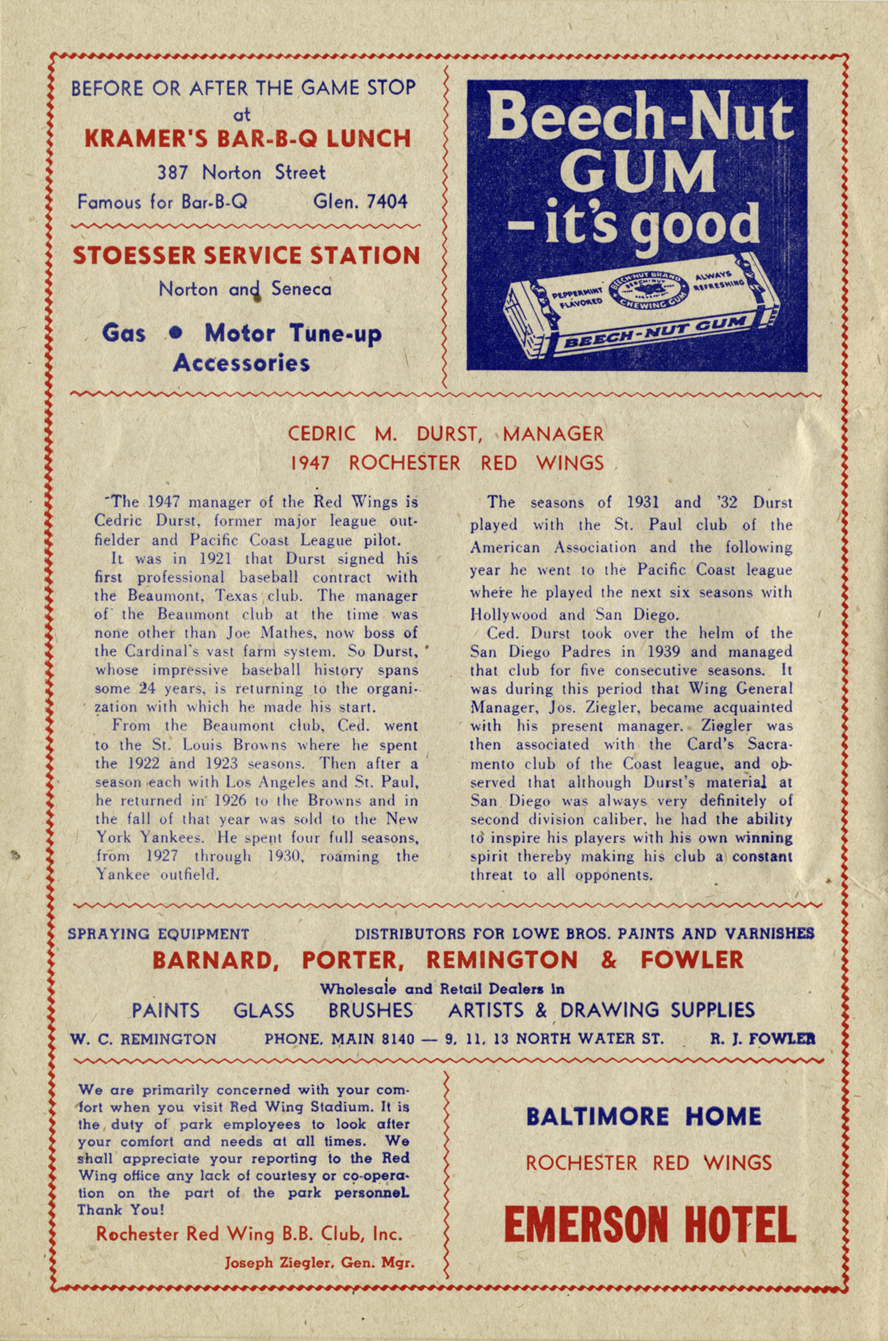 BEFORE OR AFTER THE GAME STOP
at
KRAMER'S BAR-B-Q LUNCH
387 Norton Street
Famous for Bar-B-Q Glen. 7404
STOESSER SERVICE STATION
Norton and Seneca
Gas • Motor Tune-up
Accessories
Beech-Nut
GUM
-it's good
PEPPERMINT
FLAVORED
BEECH-NUT BRAND
BEECH-NUT
CHEWING GUM
ALWAYS
REFRESHING
BEECH-NUT GUM
CEDRIC M. DURST, MANAGER
1947 ROCHESTER RED WINGS
The 1947 manager of the Red Wings is
Cedric Durst, former major league out-
fielder and Pacific Coast League pilot.
It was in 1921 that Durst signed his
first professional baseball contract with
the Beaumont, Texas club. The manager
of the Beaumont club at the time was
none other than Joe Mathes, now boss of
the Cardinal's vast farm system. So Durst,
whose impressive baseball history spans
some 24 years, is returning to the organi-
zation with which he made his start.
From the Beaumont club, Ced. went
to the St. Louis Browns where he spent
the 1922 and 1923 seasons. Then after a
season each with Los Angeles and St. Paul,
he returned in 1926 to the Browns and in
the fall of that year was sold to the New
York Yankees. He spent four full seasons,
from 1927 through 1930, roaming the
Yankee outfield.
The seasons of 1931 and '32 Durst
played with the St. Paul club of the
American Association and the following
year he went to the Pacific Coast league
where he played the next six seasons with
Hollywood and San Diego.
Ced. Durst took over the helm of the
San Diego Padres in 1939 and managed
that club for five consecutive seasons. It
was during this period that Wing General
Manager, Jos. Ziegler, became acquainted
with his present manager. Ziegler was
then associated with the Card's Sacra-
mento club of the Coast league, and ob-
served that although Durst's material at
San Diego was always very definitely of
second division caliber, he had the ability
to inspire his players with his own winning
spirit thereby making his club a constant
threat to all opponents.
SPRAYING EQUIPMENT DISTRIBUTORS FOR LOWE BROS. PAINTS AND VARNISHES
BARNARD, PORTER, REMINGTON & FOWLER
Wholesale and Retail Dealers in
PAINTS GLASS BRUSHES ARTISTS & DRAWING SUPPLIES
W. C. REMINGTON PHONE, MAIN 8140 — 9, 11, 13 NORTH WATER ST. R. J. FOWLER
We are primarily concerned with your com-
fort when you visit Red Wing Stadium. It is
the duty of park employees to look after
your comfort and needs at all times. We
shall appreciate your reporting to the Red
Wing office any lack of courtesy or co-opera-
tion on the part of the park personnel.
Thank You!
Rochester Red Wing B.B. Club, Inc.
Joseph Ziegler, Gen. Mgr.
BALTIMORE HOME
ROCHESTER RED WINGS
EMERSON HOTEL